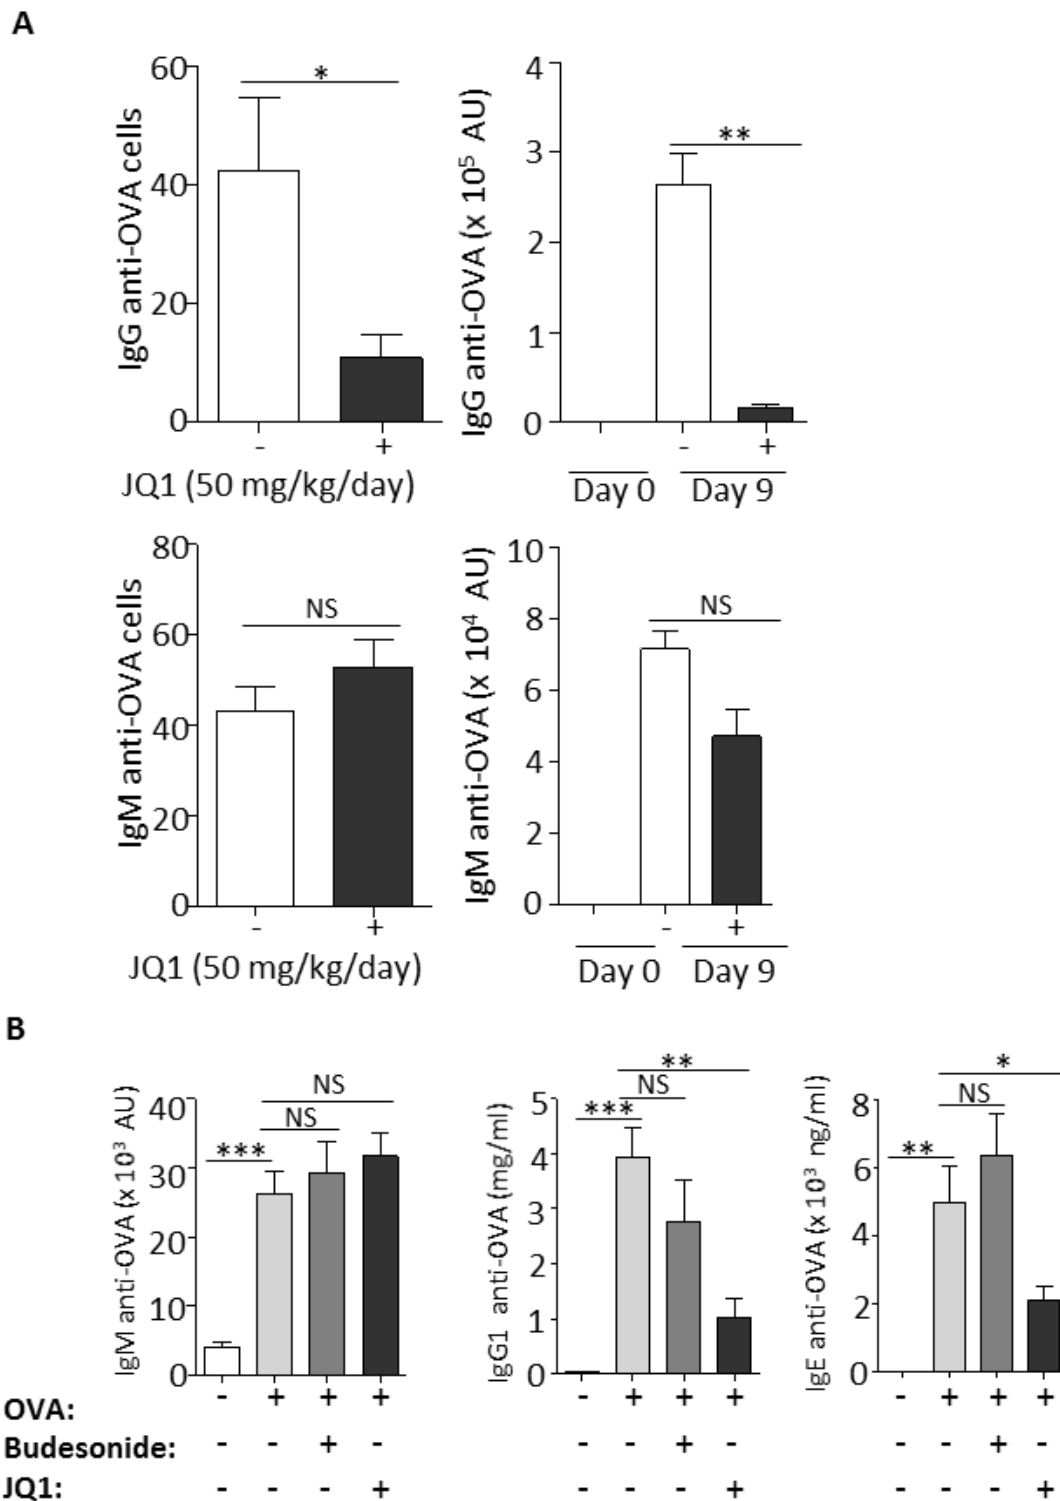 A
60
40
20
0
IgG anti-OVA cells
*
- +
JQ1 (50 mg/kg/day)
4
3
2
1
0
IgG anti-OVA (x 10⁵ AU)
**
- +
Day 0 Day 9
80
60
40
20
0
IgM anti-OVA cells
NS
- +
JQ1 (50 mg/kg/day)
10
8
6
4
2
0
IgM anti-OVA (x 10⁴ AU)
NS
- +
Day 0 Day 9
B
40
30
20
10
0
IgM anti-OVA (x 10³ AU)
NS
NS
***
5
4
3
2
1
0
IgG1 anti-OVA (mg/ml)
**
NS
***
8
6
4
2
0
IgE anti-OVA (x 10³ ng/ml)
*
NS
**
OVA: - + + + - + + + - + + +
Budesonide: - - + - - - + - - - + -
JQ1: - - - + - - - + - - - +